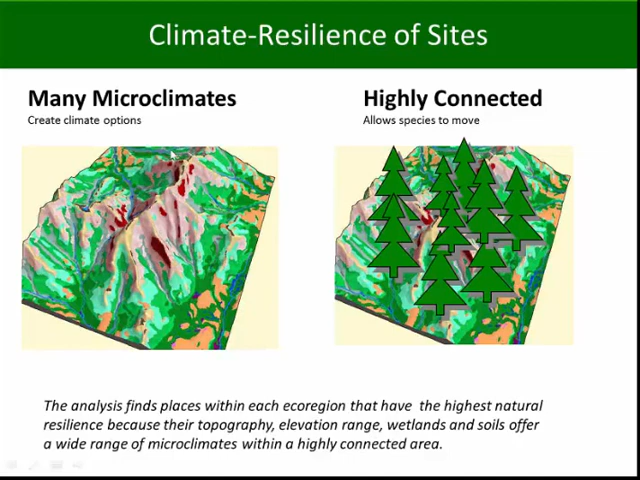 Climate-Resilience of Sites
Many Microclimates
Create climate options
Highly Connected
Allows species to move
The analysis finds places within each ecoregion that have the highest natural
resilience because their topography, elevation range, wetlands and soils offer
a wide range of microclimates within a highly connected area.